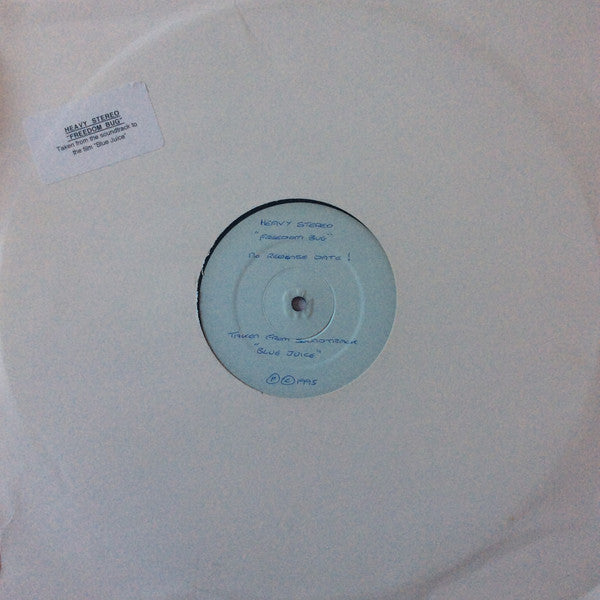 HEAVY STEREO
"FREEDOM BUG"
Taken from the soundtrack to
the film "Blue Juice"
HEAVY STEREO
"FREEDOM BUG"
NO RELEASE DATE !
TAKEN FROM SOUNDTRACK
"BLUE JUICE"
Ⓟ © 1995